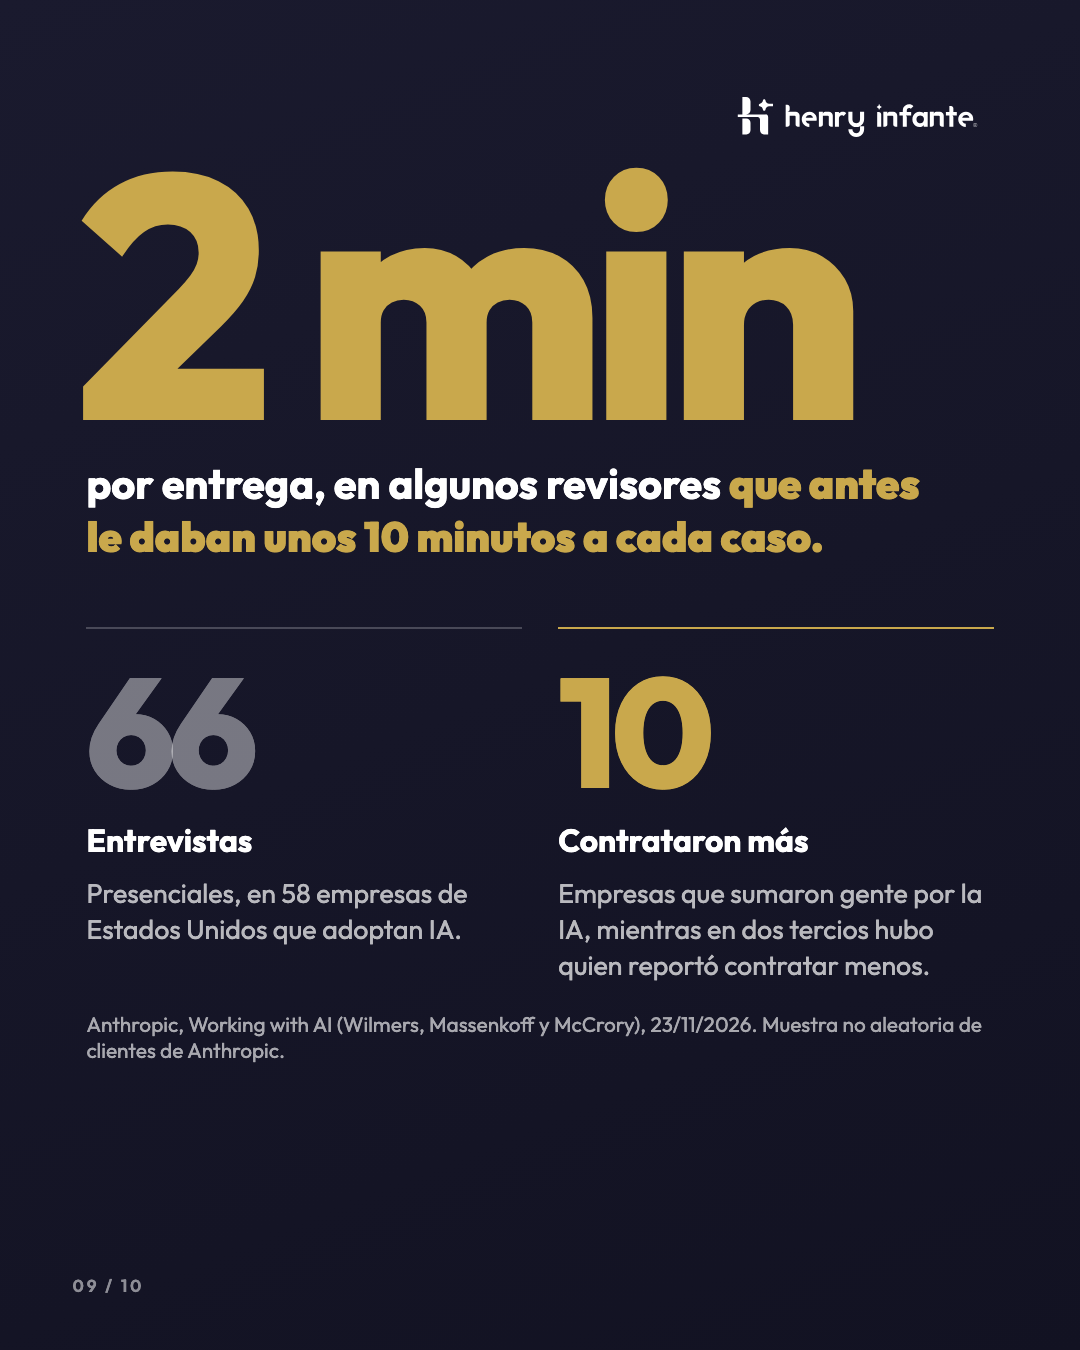 henry infante
2 min
por entrega, en algunos revisores que antes
le daban unos 10 minutos a cada caso.
66
Entrevistas
Presenciales, en 58 empresas de
Estados Unidos que adoptan IA.
10
Contrataron más
Empresas que sumaron gente por la
IA, mientras en dos tercios hubo
quien reportó contratar menos.
Anthropic, Working with AI (Wilmers, Massenkoff y McCrory), 23/11/2026. Muestra no aleatoria de
clientes de Anthropic.
09 / 10